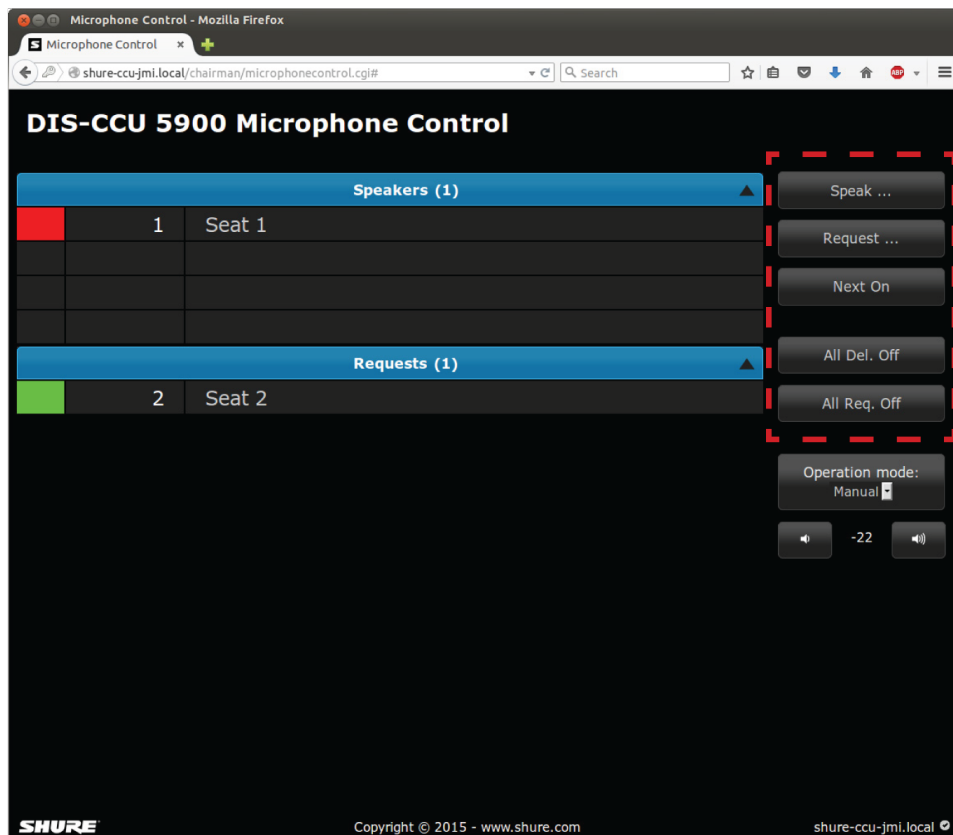 Microphone Control - Mozilla Firefox
S Microphone Control ×
shure-ccu-jmi.local/chairman/microphonecontrol.cgi#
Search
ABP
DIS-CCU 5900 Microphone Control
Speakers (1)
1 Seat 1
Requests (1)
2 Seat 2
Speak ...
Request ...
Next On
All Del. Off
All Req. Off
Operation mode:
Manual
-22
SHURE
Copyright © 2015 - www.shure.com
shure-ccu-jmi.local